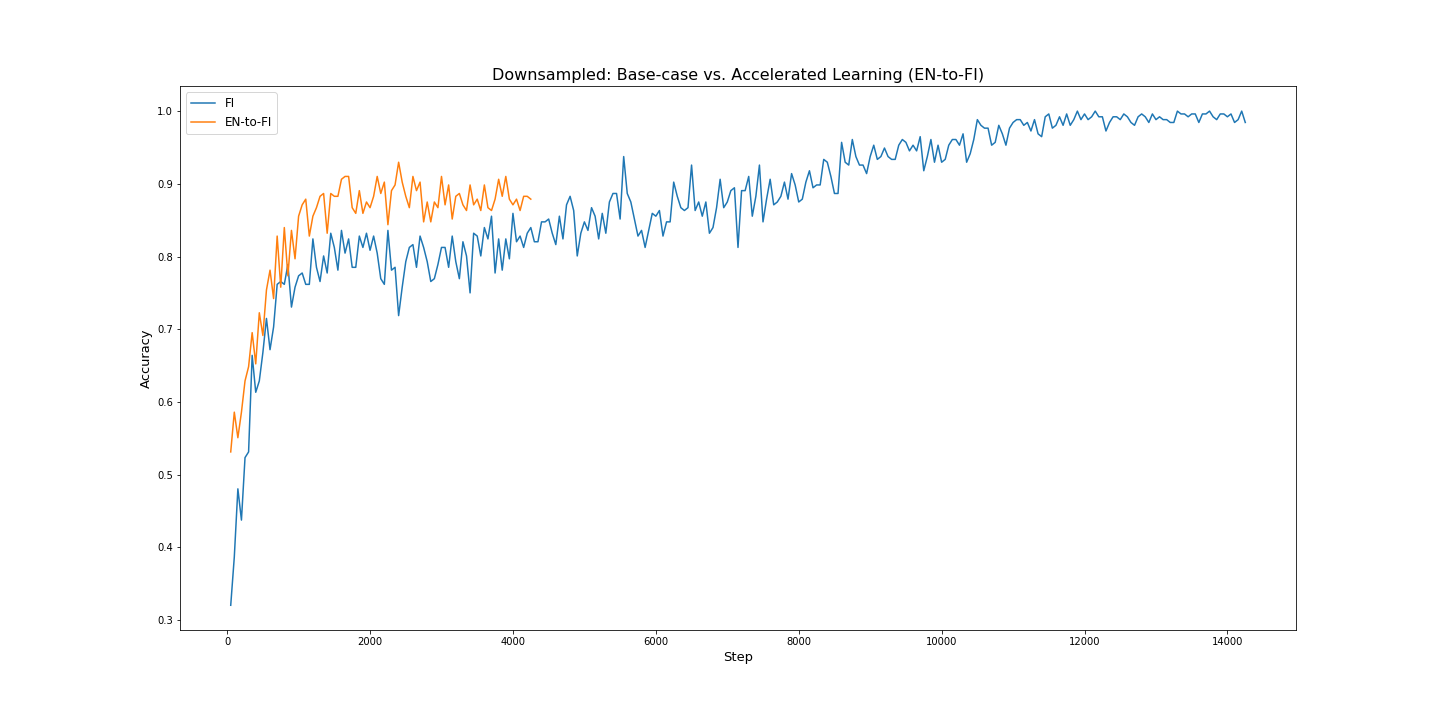 Downsampled: Base-case vs. Accelerated Learning (EN-to-FI)
FI
EN-to-FI
Accuracy
1.0
0.9
0.8
0.7
0.6
0.5
0.4
0.3
0 2000 4000 6000 8000 10000 12000 14000
Step